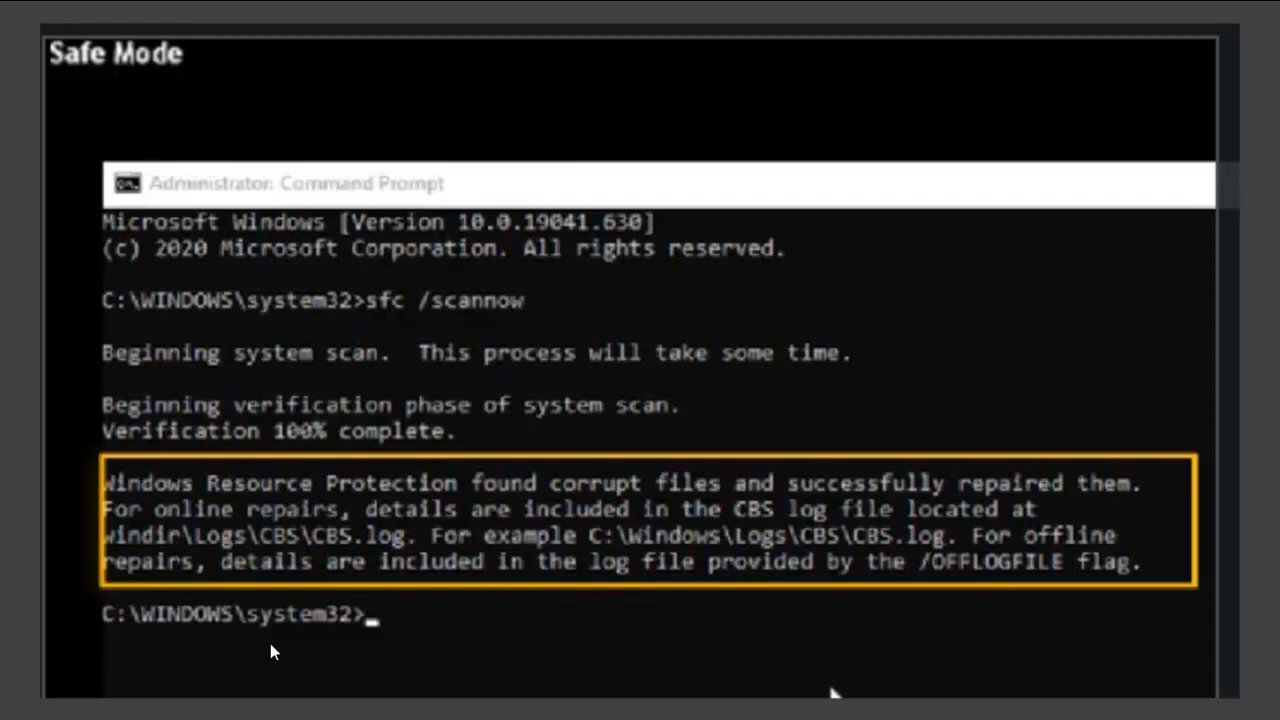 Safe Mode
Administrator: Command Prompt
Microsoft Windows [Version 10.0.19041.630]
(c) 2020 Microsoft Corporation. All rights reserved.
C:\WINDOWS\system32>sfc /scannow
Beginning system scan.  This process will take some time.
Beginning verification phase of system scan.
Verification 100% complete.
Windows Resource Protection found corrupt files and successfully repaired them.
For online repairs, details are included in the CBS log file located at
windir\Logs\CBS\CBS.log. For example C:\Windows\Logs\CBS\CBS.log. For offline
repairs, details are included in the log file provided by the /OFFLOGFILE flag.
C:\WINDOWS\system32>